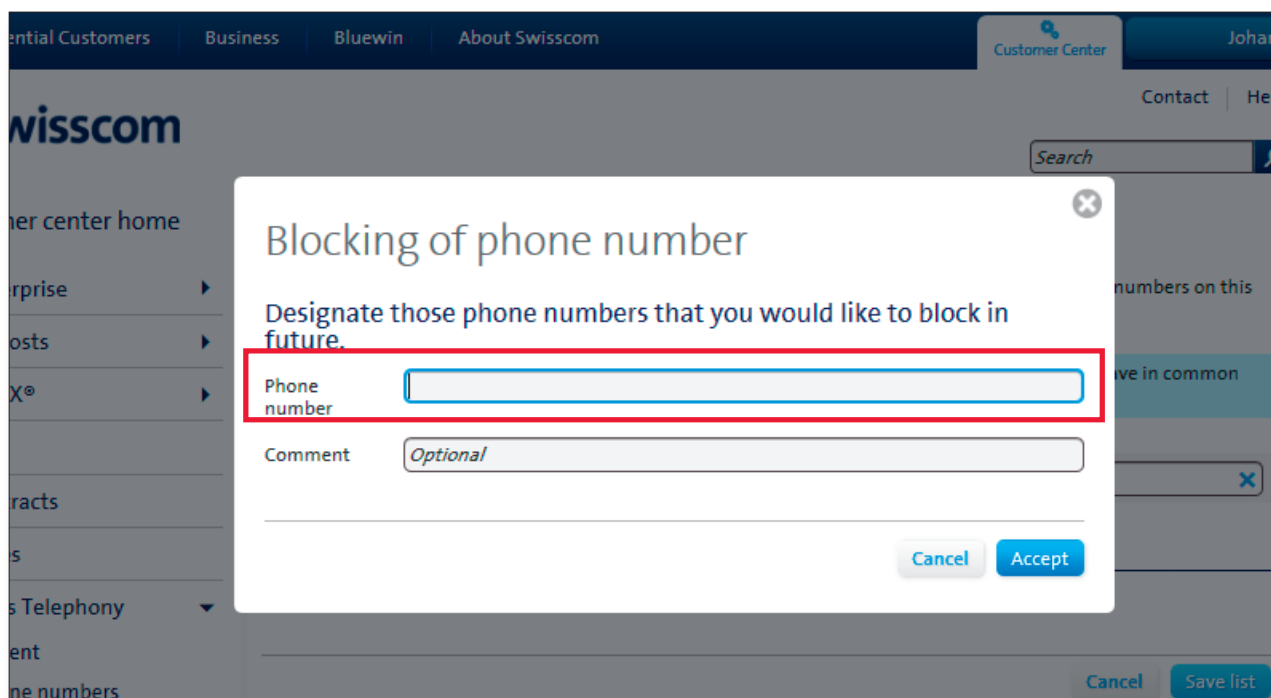 ential Customers Business Bluewin About Swisscom Customer Center Johan
Contact He
wisscom
Search
er center home
Blocking of phone number
rprise
numbers on this
Designate those phone numbers that you would like to block in
future.
osts
ve in common
X®
Phone
number
Comment Optional
racts
s
Cancel Accept
s Telephony
ent
ne numbers
Cancel Save list